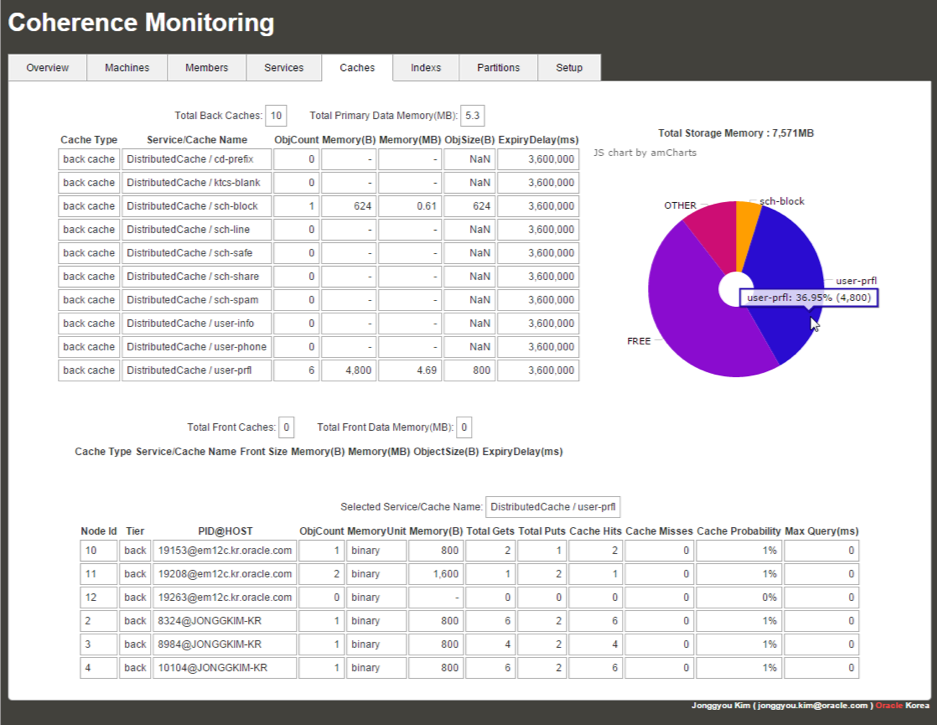 Coherence Monitoring
Overview Machines Members Services Caches Indexs Partitions Setup
Total Back Caches: 10 Total Primary Data Memory(MB): 5.3
Cache Type Service/Cache Name ObjCount Memory(B) Memory(MB) ObjSize(B) ExpiryDelay(ms)
back cache DistributedCache / cd-prefix 0 - - NaN 3,600,000
back cache DistributedCache / ktcs-blank 0 - - NaN 3,600,000
back cache DistributedCache / sch-block 1 624 0.61 624 3,600,000
back cache DistributedCache / sch-line 0 - - NaN 3,600,000
back cache DistributedCache / sch-safe 0 - - NaN 3,600,000
back cache DistributedCache / sch-share 0 - - NaN 3,600,000
back cache DistributedCache / sch-spam 0 - - NaN 3,600,000
back cache DistributedCache / user-info 0 - - NaN 3,600,000
back cache DistributedCache / user-phone 0 - - NaN 3,600,000
back cache DistributedCache / user-prfl 6 4,800 4.69 800 3,600,000
Total Storage Memory : 7,571MB
JS chart by amCharts
OTHER
sch-block
user-prfl
user-prfl: 36.95% (4,800)
FREE
Total Front Caches: 0 Total Front Data Memory(MB): 0
Cache Type Service/Cache Name Front Size Memory(B) Memory(MB) ObjectSize(B) ExpiryDelay(ms)
Selected Service/Cache Name: DistributedCache / user-prfl
Node Id Tier PID@HOST ObjCount MemoryUnit Memory(B) Total Gets Total Puts Cache Hits Cache Misses Cache Probability Max Query(ms)
10 back 19153@em12c.kr.oracle.com 1 binary 800 2 1 2 0 1% 0
11 back 19208@em12c.kr.oracle.com 2 binary 1,600 1 2 1 0 1% 0
12 back 19263@em12c.kr.oracle.com 0 binary - 0 0 0 0 0% 0
2 back 8324@JONGGKIM-KR 1 binary 800 6 2 6 0 1% 0
3 back 8984@JONGGKIM-KR 1 binary 800 4 2 4 0 1% 0
4 back 10104@JONGGKIM-KR 1 binary 800 6 2 6 0 1% 0
Jonggyou Kim ( jonggyou.kim@oracle.com ) Oracle Korea